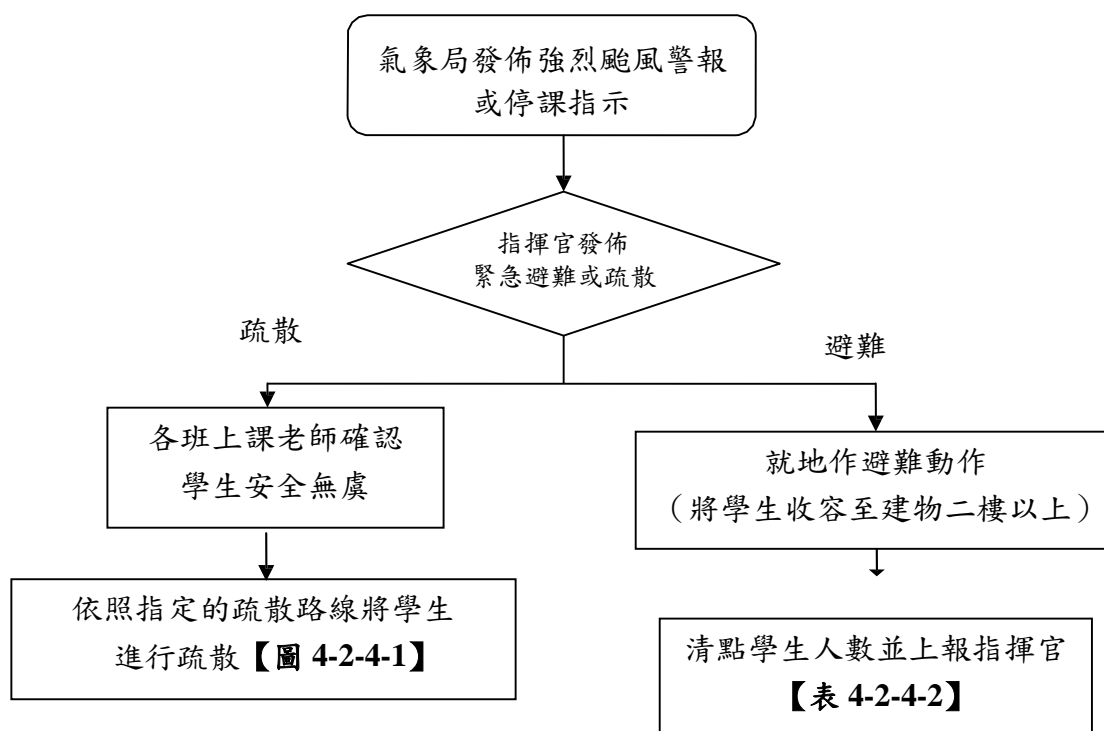 氣象局發佈強烈颱風警報
或停課指示
指揮官發佈
緊急避難或疏散
疏散
避難
各班上課老師確認
學生安全無虞
就地作避難動作
（將學生收容至建物二樓以上）
依照指定的疏散路線將學生
進行疏散【圖 4-2-4-1】
清點學生人數並上報指揮官
【表 4-2-4-2】